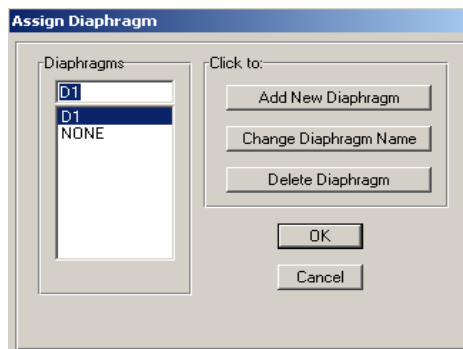 Assign Diaphragm
Diaphragms
D1
D1
NONE
Click to:
Add New Diaphragm
Change Diaphragm Name
Delete Diaphragm
OK
Cancel